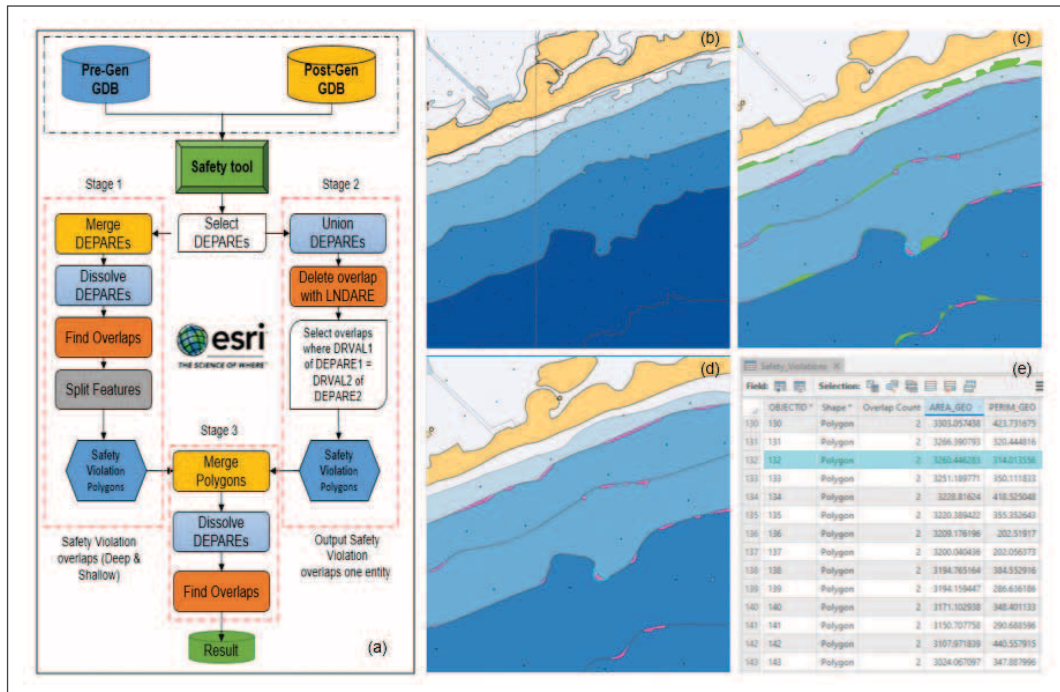 Pre-Gen
GDB
Post-Gen
GDB
Safety tool
Stage 1
Stage 2
Merge
DEPAREs
Select
DEPAREs
Union
DEPAREs
Dissolve
DEPAREs
Delete overlap
with LNDARE
Find Overlaps
Select overlaps
where DRVAL1
of DEPARE1 =
DRVAL2 of
DEPARE2
esri
THE SCIENCE OF WHERE
Split Features
Stage 3
Safety
Violation
Polygons
Merge
Polygons
Safety
Violation
Polygons
Safety Violation
overlaps (Deep &
Shallow)
Dissolve
DEPAREs
Output Safety
Violation
overlaps one entity
Find Overlaps
Result
(a)
(b)
(c)
(d)
(e)
Safety_Violations
Field: Selection:
OBJECTID * Shape * Overlap Count AREA_GEO PERIM_GEO
130 130 Polygon 2 3303.057438 423.731675
131 131 Polygon 2 3266.390793 320.444816
132 132 Polygon 2 3260.446283 314.013556
133 133 Polygon 2 3251.189771 350.111833
134 134 Polygon 2 3228.81624 418.525048
135 135 Polygon 2 3220.389422 355.352643
136 136 Polygon 2 3209.176196 202.51917
137 137 Polygon 2 3200.040436 202.056373
138 138 Polygon 2 3194.765164 384.552916
139 139 Polygon 2 3194.159447 286.636186
140 140 Polygon 2 3171.102938 348.401133
141 141 Polygon 2 3150.707758 290.688596
142 142 Polygon 2 3107.971839 440.557915
143 143 Polygon 2 3024.067097 347.887996